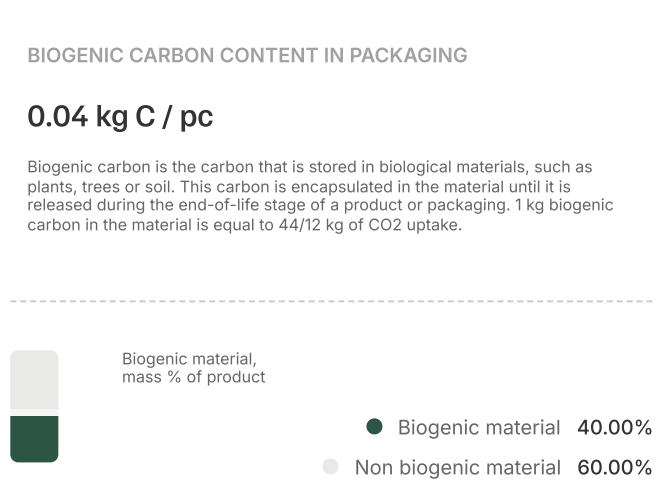 BIOGENIC CARBON CONTENT IN PACKAGING
0.04 kg C / pc
Biogenic carbon is the carbon that is stored in biological materials, such as
plants, trees or soil. This carbon is encapsulated in the material until it is
released during the end-of-life stage of a product or packaging. 1 kg biogenic
carbon in the material is equal to 44/12 kg of CO2 uptake.
Biogenic material,
mass % of product
Biogenic material 40.00%
Non biogenic material 60.00%